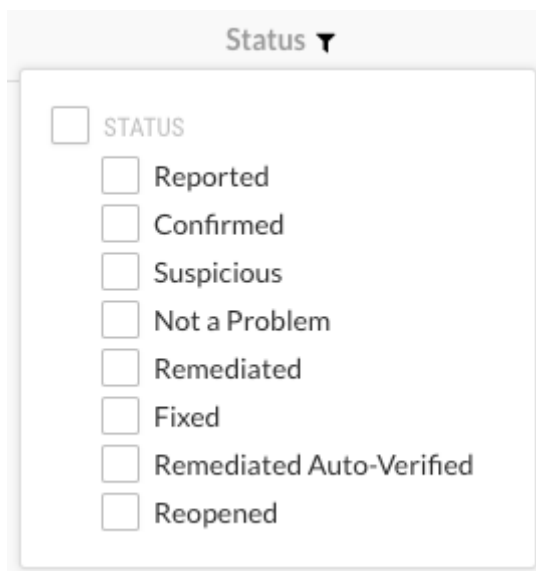 Status
STATUS
Reported
Confirmed
Suspicious
Not a Problem
Remediated
Fixed
Remediated Auto-Verified
Reopened